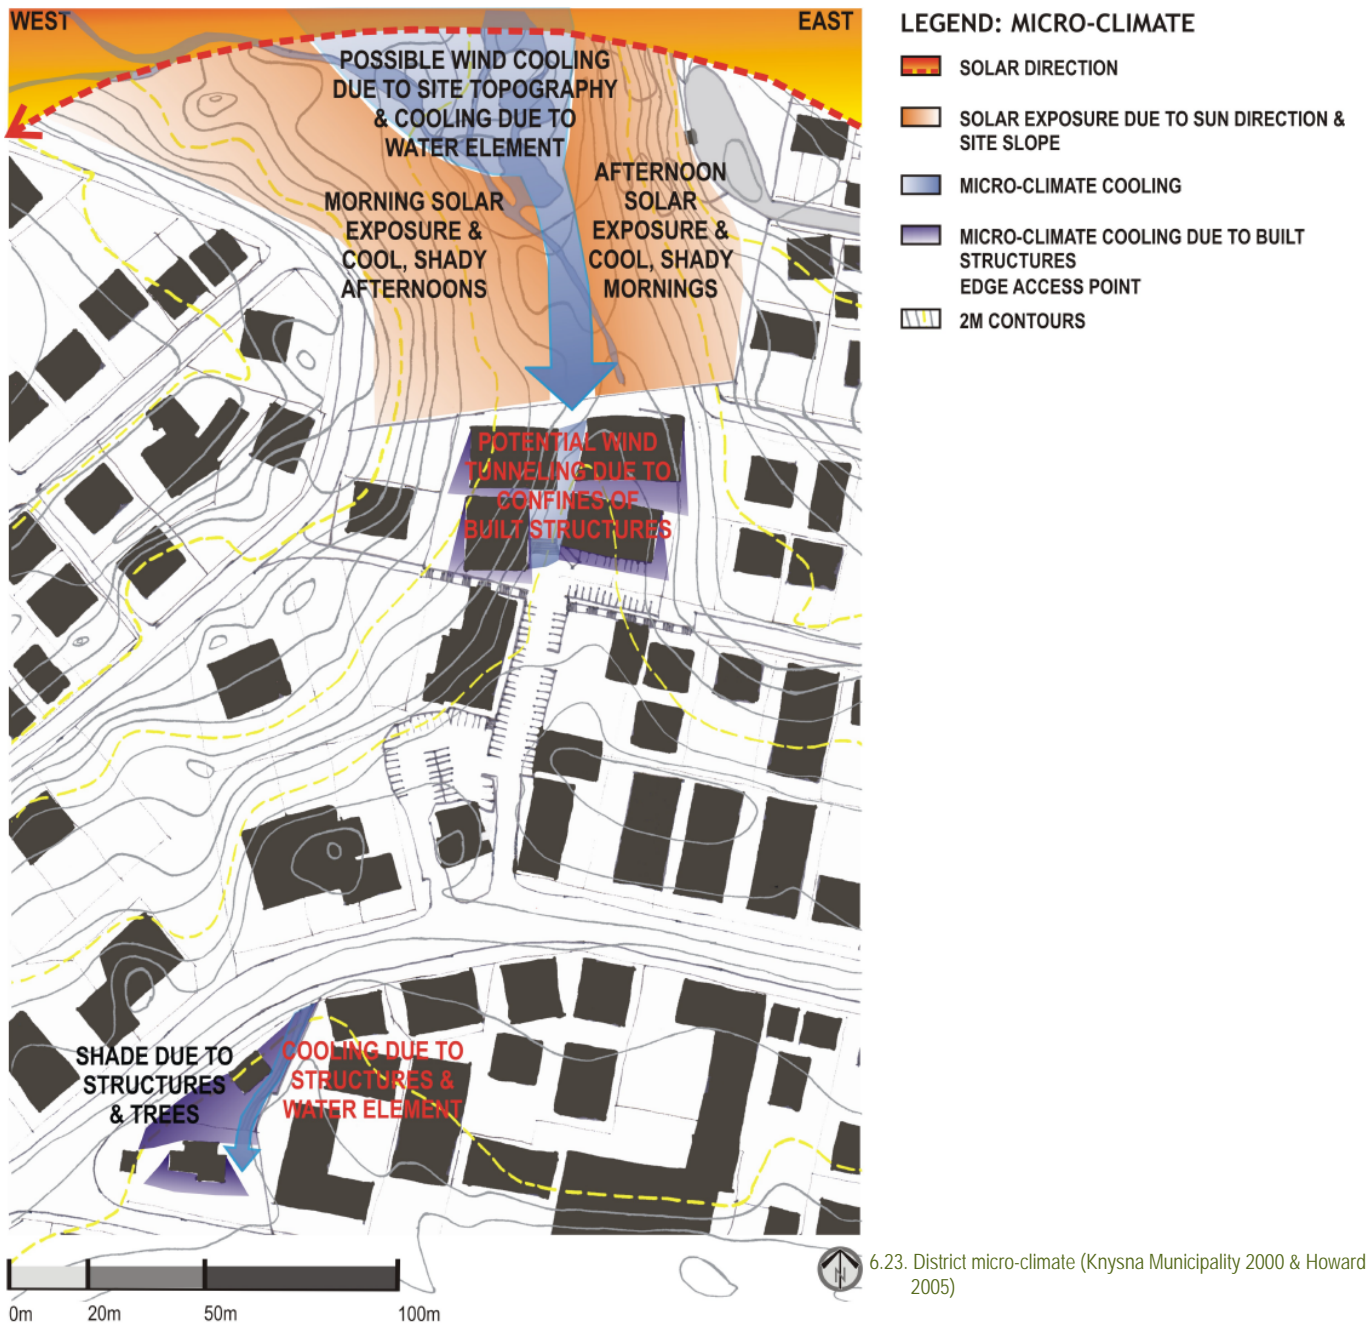 WEST
EAST
POSSIBLE WIND COOLING
DUE TO SITE TOPOGRAPHY
& COOLING DUE TO
WATER ELEMENT
AFTERNOON
SOLAR
EXPOSURE &
COOL, SHADY
MORNINGS
MORNING SOLAR
EXPOSURE &
COOL, SHADY
AFTERNOONS
POTENTIAL WIND
TUNNELING DUE TO
CONFINES OF
BUILT STRUCTURES
SHADE DUE TO
STRUCTURES
& TREES
COOLING DUE TO
STRUCTURES &
WATER ELEMENT
0m
20m
50m
100m
N
LEGEND: MICRO-CLIMATE
SOLAR DIRECTION
SOLAR EXPOSURE DUE TO SUN DIRECTION &
SITE SLOPE
MICRO-CLIMATE COOLING
MICRO-CLIMATE COOLING DUE TO BUILT
STRUCTURES
EDGE ACCESS POINT
2M CONTOURS
6.23. District micro-climate (Knysna Municipality 2000 & Howard
2005)